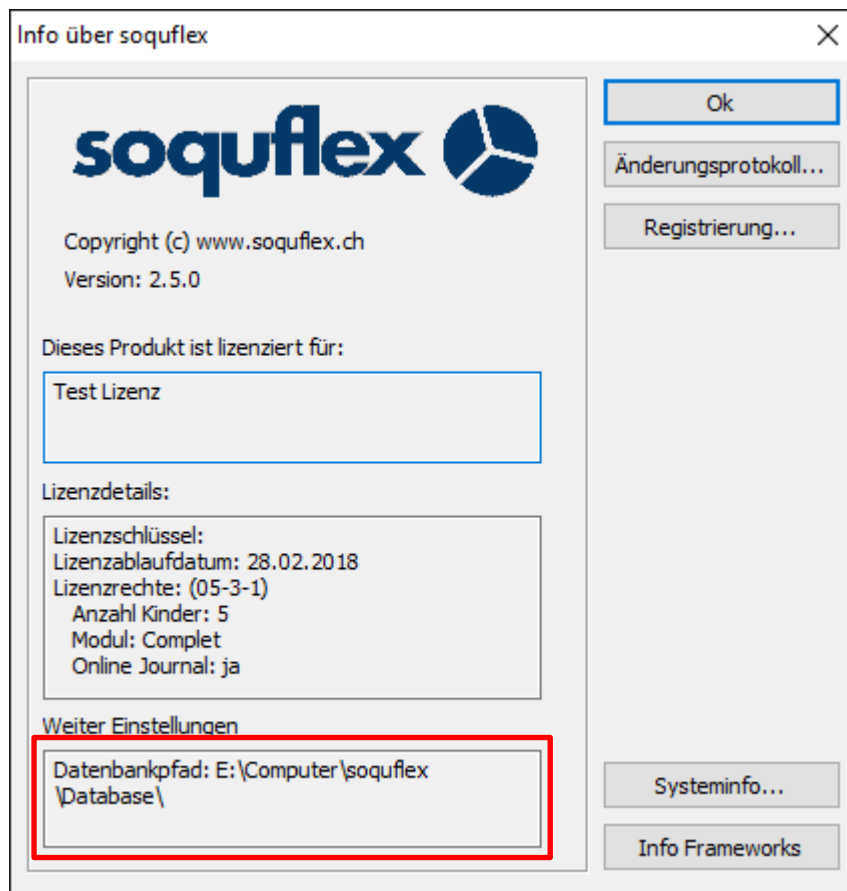 Info über soquflex
soquflex
Copyright (c) www.soquflex.ch
Version: 2.5.0
Dieses Produkt ist lizenziert für:
Test Lizenz
Lizenzdetails:
Lizenzschlüssel:
Lizenzablaufdatum: 28.02.2018
Lizenzrechte: (05-3-1)
Anzahl Kinder: 5
Modul: Complet
Online Journal: ja
Weiter Einstellungen
Datenbankpfad: E:\Computer\soquflex
\Database\
Ok
Änderungsprotokoll...
Registrierung...
Systeminfo...
Info Frameworks